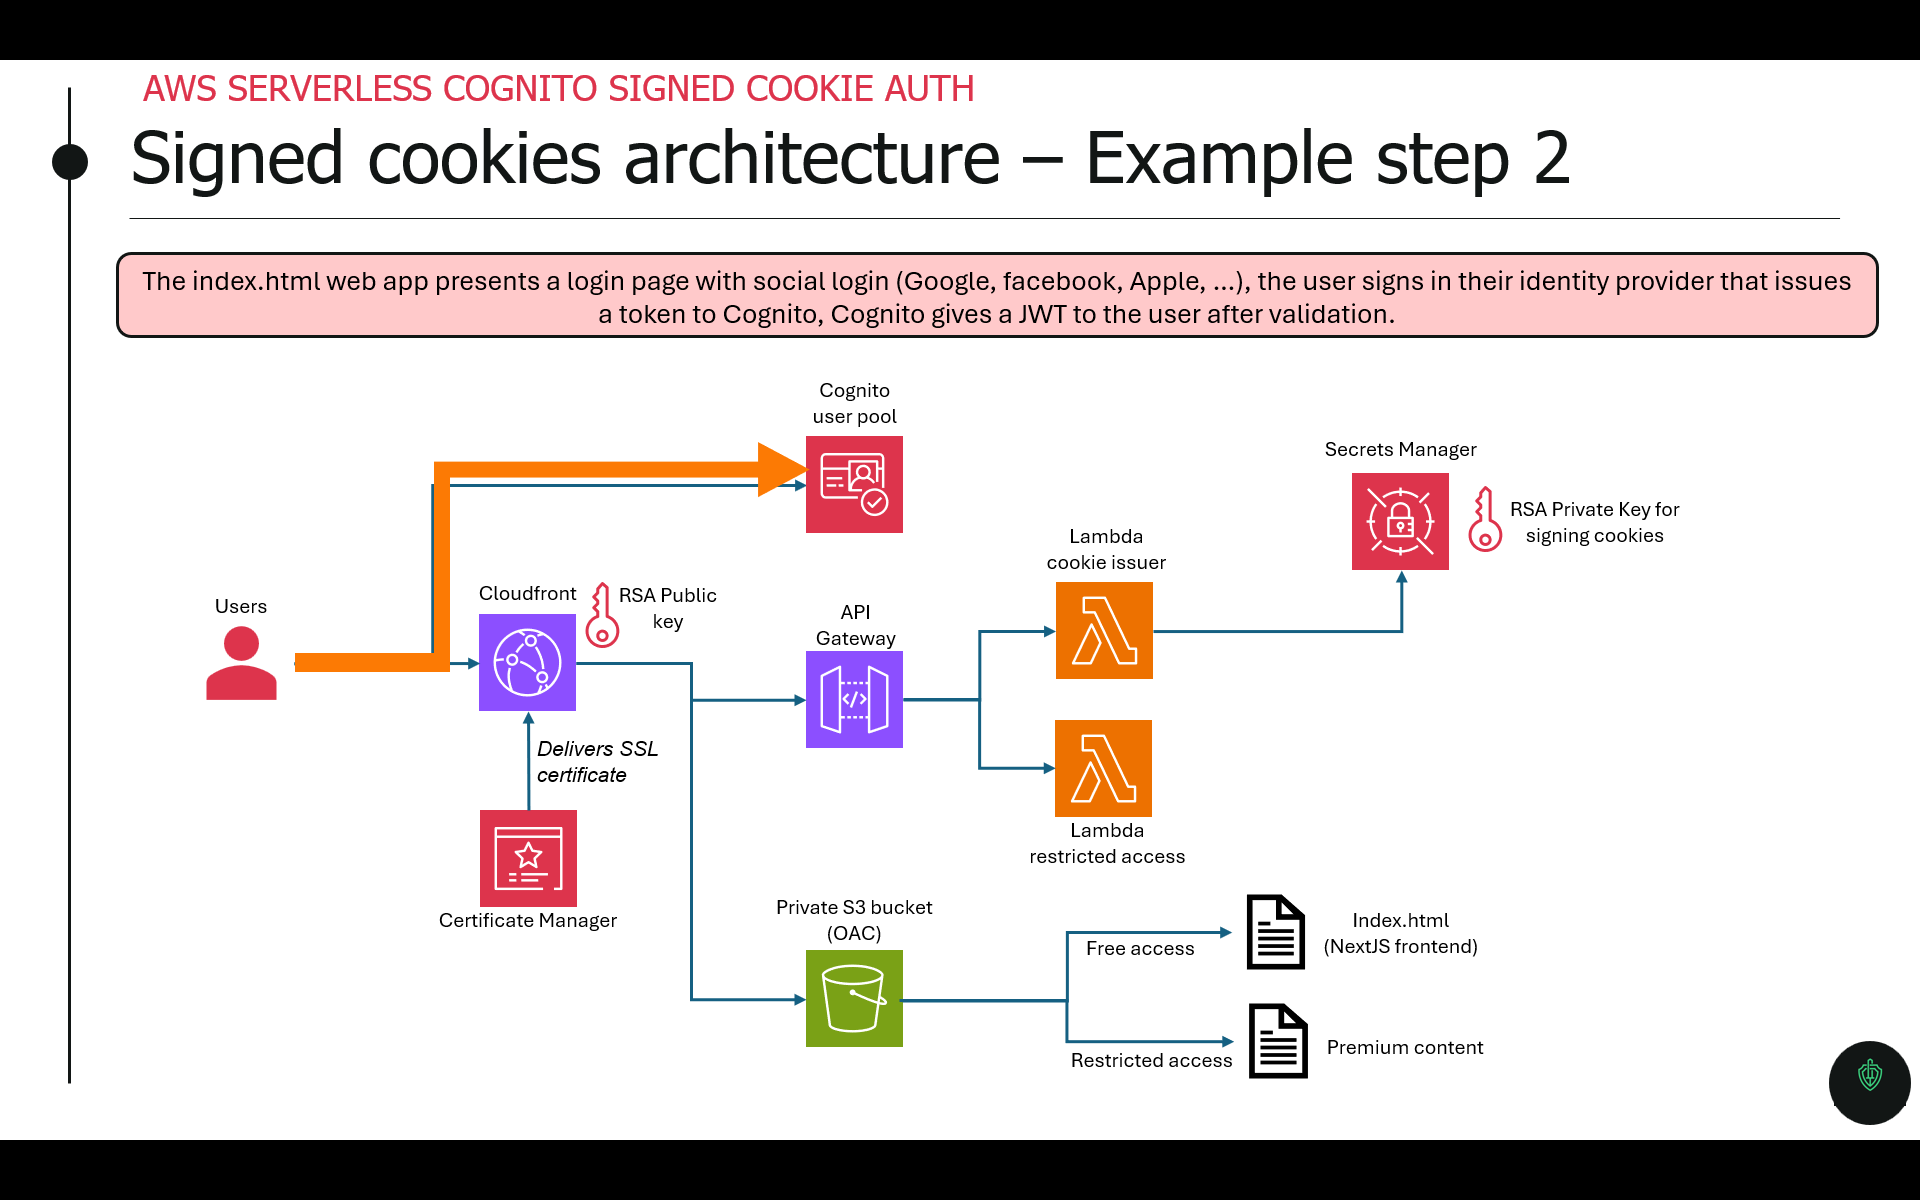 AWS SERVERLESS COGNITO SIGNED COOKIE AUTH
Signed cookies architecture – Example step 2
The index.html web app presents a login page with social login (Google, facebook, Apple, ...), the user signs in their identity provider that issues
a token to Cognito, Cognito gives a JWT to the user after validation.
Cognito
user pool
Secrets Manager
RSA Private Key for
signing cookies
Lambda
cookie issuer
Users
Cloudfront
RSA Public
key
API
Gateway
</>
Delivers SSL
certificate
Lambda
restricted access
Certificate Manager
Private S3 bucket
(OAC)
Free access
Index.html
(NextJS frontend)
Restricted access
Premium content